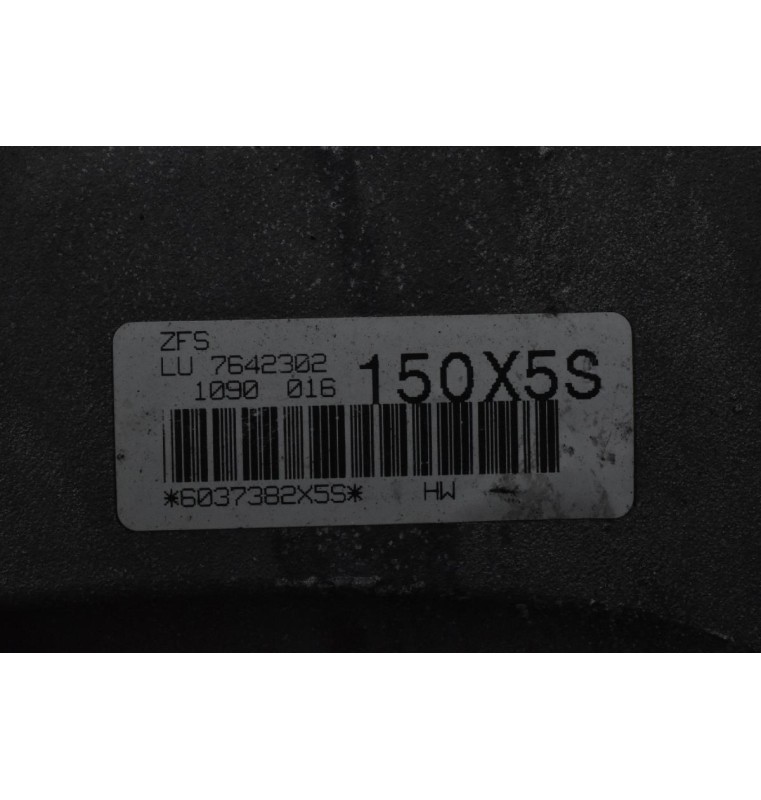 ZFS
LU 7642302
1090 016 150X5S
*6037382X5S* HW